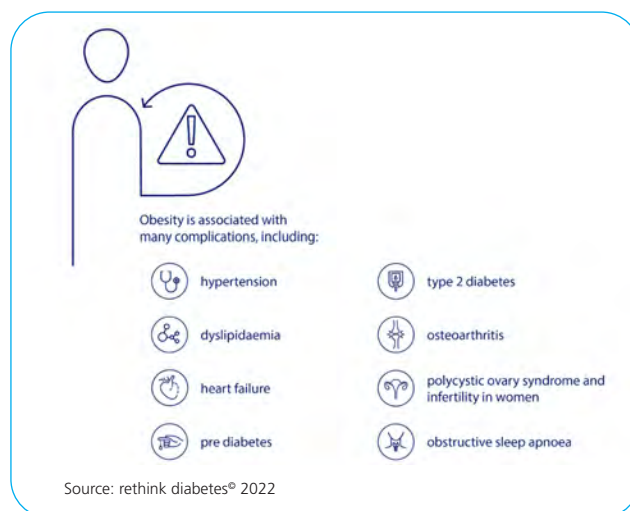 Obesity is associated with
many complications, including:
hypertension
dyslipidaemia
heart failure
pre diabetes
type 2 diabetes
osteoarthritis
polycystic ovary syndrome and
infertility in women
obstructive sleep apnoea
Source: rethink diabetes© 2022